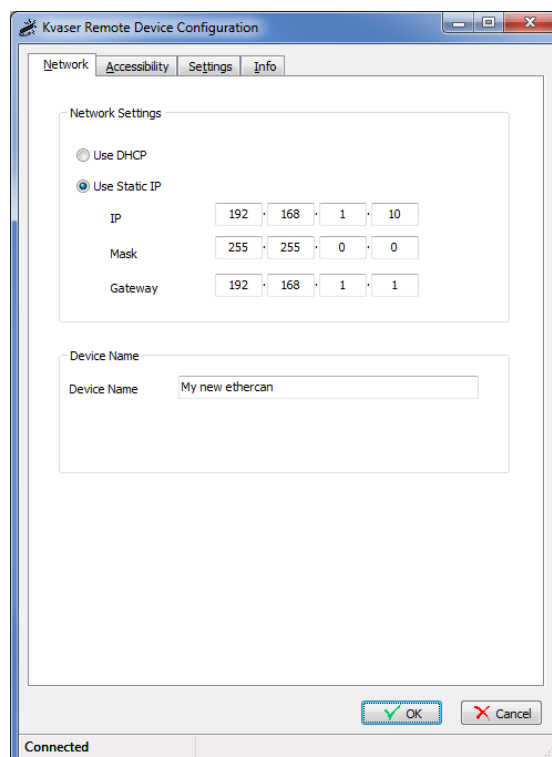 Kvaser Remote Device Configuration
Network Accessibility Settings Info
Network Settings
Use DHCP
Use Static IP
IP 192 . 168 . 1 . 10
Mask 255 . 255 . 0 . 0
Gateway 192 . 168 . 1 . 1
Device Name
Device Name My new ethercan
OK Cancel
Connected